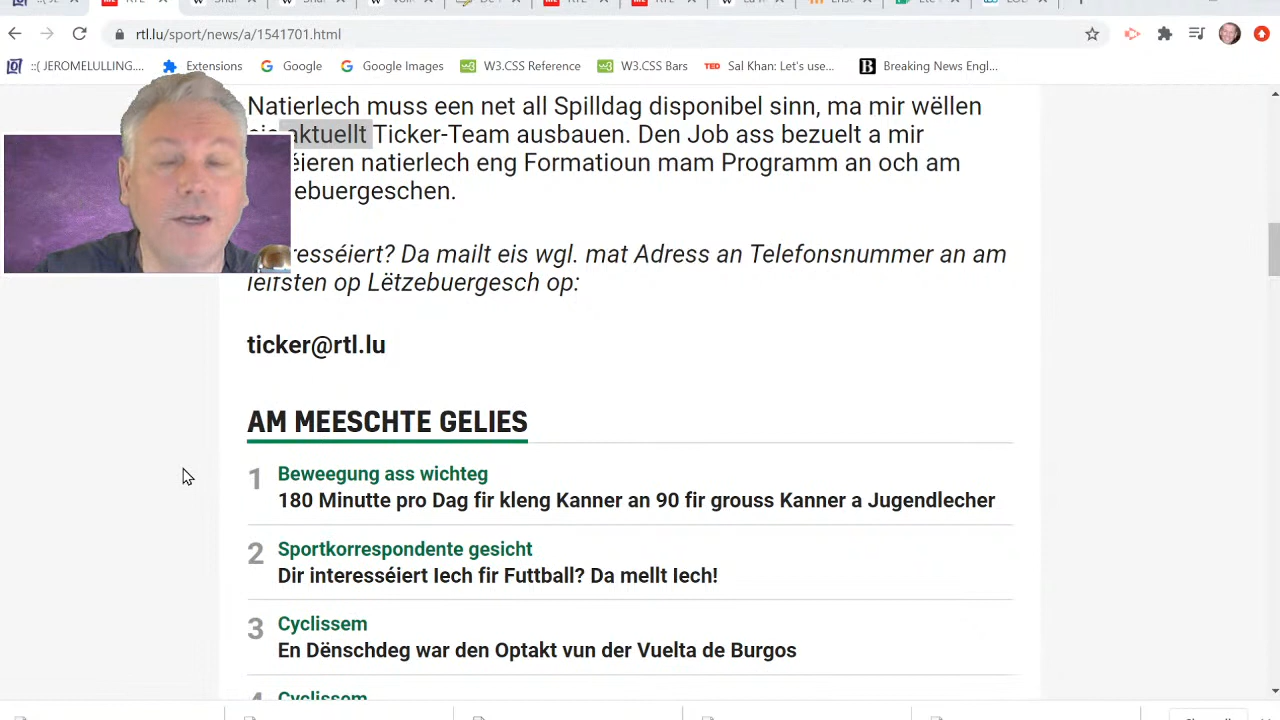 rtl.lu/sport/news/a/1541701.html
::( JEROMELULLING.... Extensions Google Google Images W3.CSS Reference W3.CSS Bars TED Sal Khan: Let's use... B Breaking News Engl...
Natierlech muss een net all Spilldag disponibel sinn, ma mir wëllen
aktuellt Ticker-Team ausbauen. Den Job ass bezuelt a mir
natierlech eng Formatioun mam Programm an och am
Da mailt eis wgl. mat Adress an Telefonsnummer an am
leifsten op Lëtzebuergesch op:
ticker@rtl.lu
AM MEESCHTE GELIES
1 Beweegung ass wichteg
180 Minutte pro Dag fir kleng Kanner an 90 fir grouss Kanner a Jugendlecher
2 Sportkorrespondente gesicht
Dir interesséiert Iech fir Futtball? Da mellt Iech!
3 Cyclissem
En Dënschdeg war den Optakt vun der Vuelta de Burgos
Cyclissem